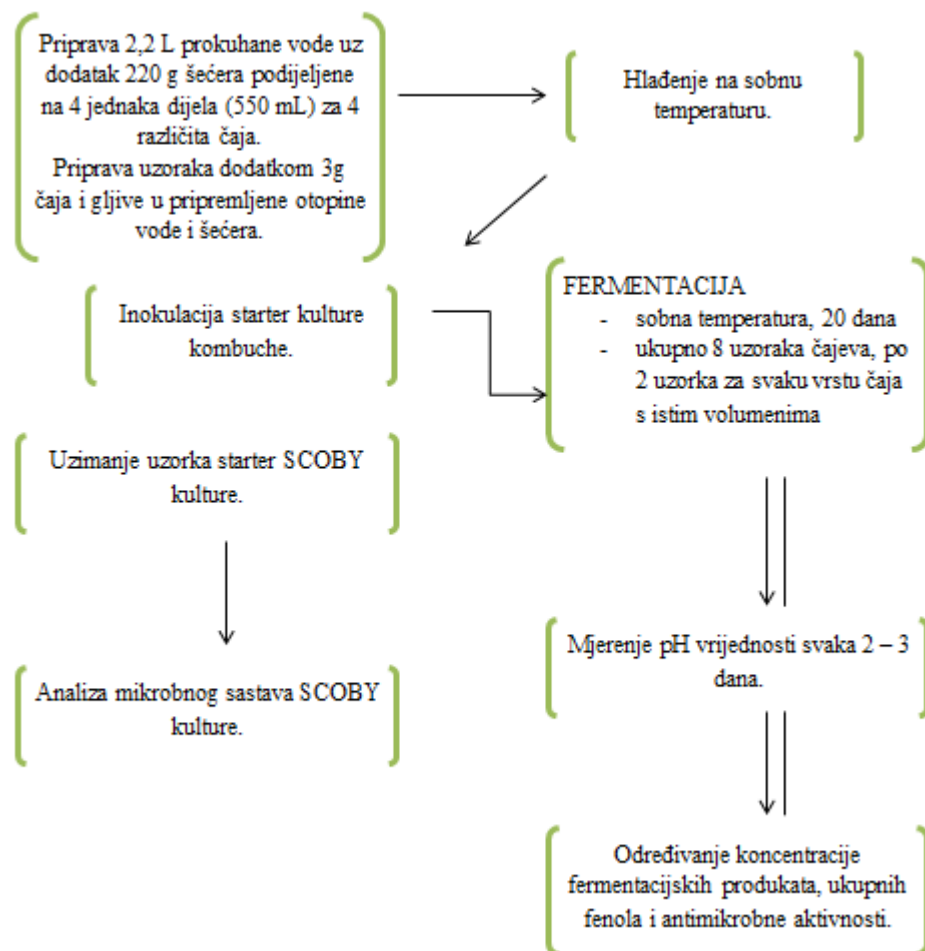 Priprava 2,2 L prokuhane vode uz
dodatak 220 g šećera podijeljene
na 4 jednaka dijela (550 mL) za 4
različita čaja.
Priprava uzoraka dodatkom 3g
čaja i gljive u pripremljene otopine
vode i šećera.
Hlađenje na sobnu
temperaturu.
Inokulacija starter kulture
kombuche.
FERMENTACIJA
- sobna temperatura, 20 dana
- ukupno 8 uzoraka čajeva, po
2 uzorka za svaku vrstu čaja
s istim volumenima
Uzimanje uzorka starter SCOBY
kulture.
Analiza mikrobnog sastava SCOBY
kulture.
Mjerenje pH vrijednosti svaka 2 – 3
dana.
Određivanje koncentracije
fermentacijskih produkata, ukupnih
fenola i antimikrobne aktivnosti.